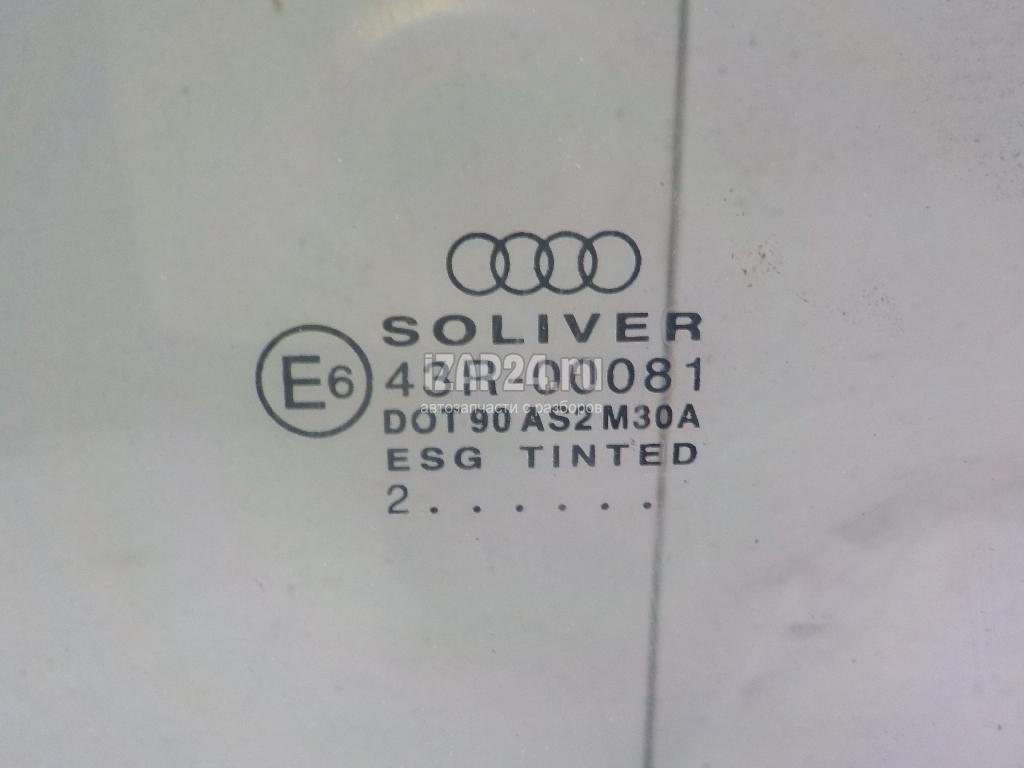 SOLIVER
E6
43R 00081
iZAP24.ru
автозапчасти с разборов
DOT 90 AS2 M30A
ESG TINTED
2......